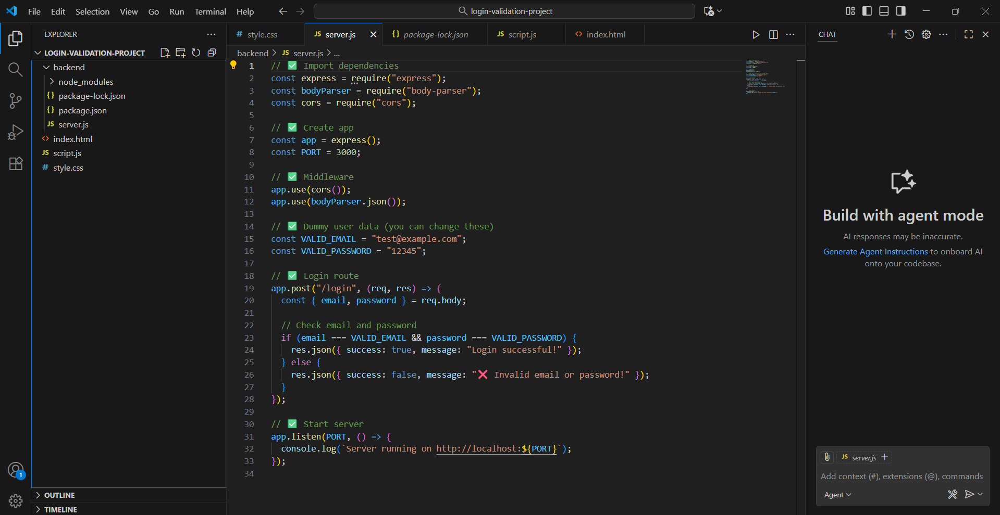 File Edit Selection View Go Run Terminal Help
login-validation-project
EXPLORER
LOGIN-VALIDATION-PROJECT
backend
node_modules
{} package-lock.json
{} package.json
JS server.js
<> index.html
JS script.js
# style.css
OUTLINE
TIMELINE
1
# style.css
JS server.js
{} package-lock.json
JS script.js
<> index.html
backend > JS server.js > ...
1 // ✅ Import dependencies
2 const express = require("express");
3 const bodyParser = require("body-parser");
4 const cors = require("cors");
5
6 // ✅ Create app
7 const app = express();
8 const PORT = 3000;
9
10 // ✅ Middleware
11 app.use(cors());
12 app.use(bodyParser.json());
13
14 // ✅ Dummy user data (you can change these)
15 const VALID_EMAIL = "test@example.com";
16 const VALID_PASSWORD = "12345";
17
18 // ✅ Login route
19 app.post("/login", (req, res) => {
20 const { email, password } = req.body;
21
22 // Check email and password
23 if (email === VALID_EMAIL && password === VALID_PASSWORD) {
24 res.json({ success: true, message: "Login successful!" });
25 } else {
26 res.json({ success: false, message: "❌ Invalid email or password!" });
27 }
28 });
29
30 // ✅ Start server
31 app.listen(PORT, () => {
32 console.log(`Server running on http://localhost:${PORT}`);
33 });
34
CHAT
Build with agent mode
AI responses may be inaccurate.
Generate Agent Instructions to onboard AI
onto your codebase.
JS server.js +
Add context (#), extensions (@), commands
Agent